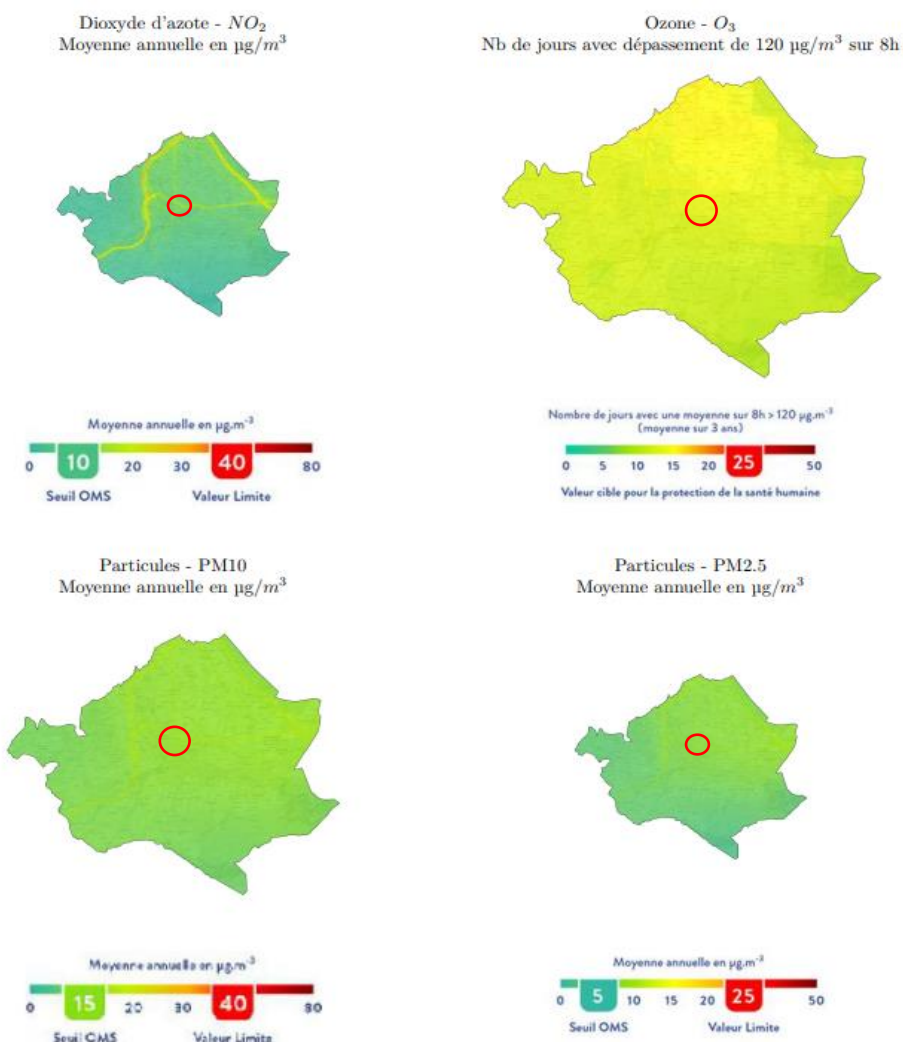 Dioxyde d'azote - NO₂
Moyenne annuelle en µg/m³
Ozone - O₃
Nb de jours avec dépassement de 120 µg/m³ sur 8h
Moyenne annuelle en µg.m⁻³
0 10 20 30 40 80
Seuil OMS Valeur Limite
Nombre de jours avec une moyenne sur 8h > 120 µg.m⁻³
(moyenne sur 3 ans)
0 5 10 15 20 25 50
Valeur cible pour la protection de la santé humaine
Particules - PM10
Moyenne annuelle en µg/m³
Particules - PM2.5
Moyenne annuelle en µg/m³
Moyenne annuelle en µg.m⁻³
0 15 20 30 40 80
Seuil OMS Valeur Limite
Moyenne annuelle en µg.m⁻³
0 5 10 15 20 25 50
Seuil OMS Valeur Limite